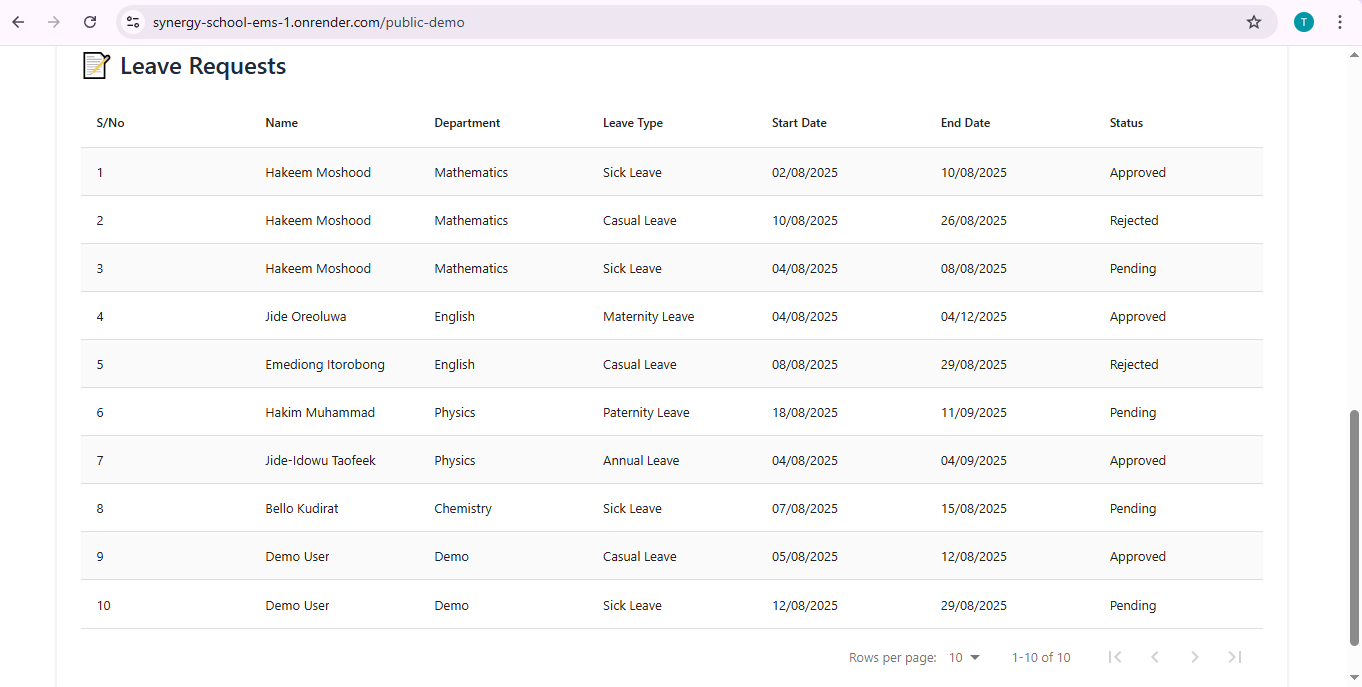 synergy-school-ems-1.onrender.com/public-demo
T
Leave Requests
S/No Name Department Leave Type Start Date End Date Status
1 Hakeem Moshood Mathematics Sick Leave 02/08/2025 10/08/2025 Approved
2 Hakeem Moshood Mathematics Casual Leave 10/08/2025 26/08/2025 Rejected
3 Hakeem Moshood Mathematics Sick Leave 04/08/2025 08/08/2025 Pending
4 Jide Oreoluwa English Maternity Leave 04/08/2025 04/12/2025 Approved
5 Emediong Itorobong English Casual Leave 08/08/2025 29/08/2025 Rejected
6 Hakim Muhammad Physics Paternity Leave 18/08/2025 11/09/2025 Pending
7 Jide-Idowu Taofeek Physics Annual Leave 04/08/2025 04/09/2025 Approved
8 Bello Kudirat Chemistry Sick Leave 07/08/2025 15/08/2025 Pending
9 Demo User Demo Casual Leave 05/08/2025 12/08/2025 Approved
10 Demo User Demo Sick Leave 12/08/2025 29/08/2025 Pending
Rows per page: 10 1-10 of 10